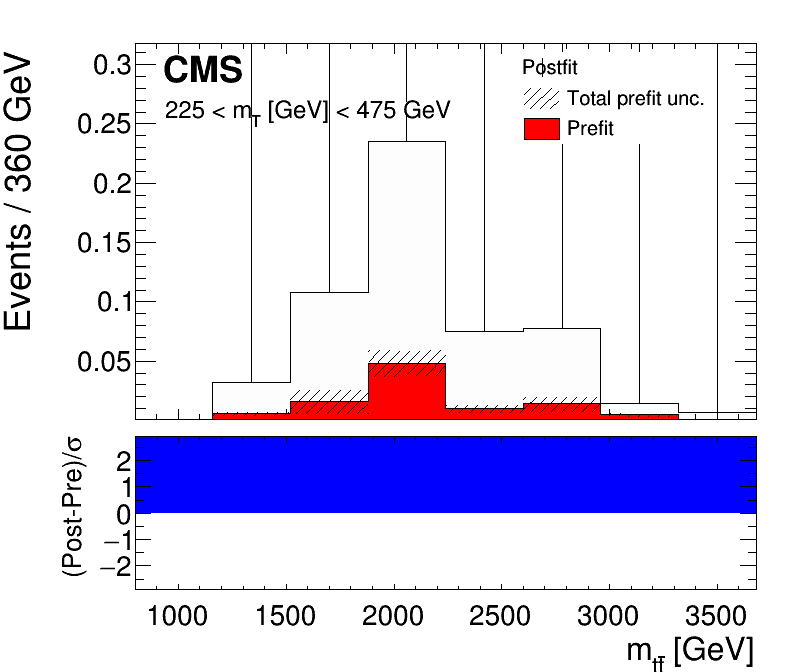 CMS
225 < m_T [GeV] < 475 GeV
Postfit
Total prefit unc.
Prefit
Events / 360 GeV
0.3
0.25
0.2
0.15
0.1
0.05
(Post-Pre)/σ
2
1
0
−1
−2
1000 1500 2000 2500 3000 3500
m_tt̄ [GeV]